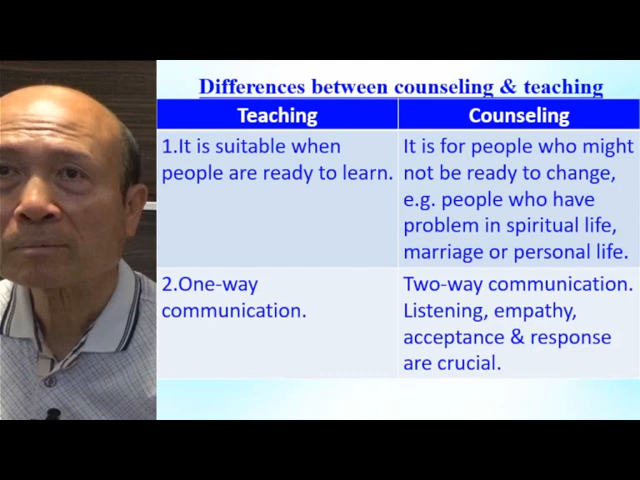 Differences between counseling & teaching
Teaching
Counseling
1.It is suitable when
people are ready to learn.
It is for people who might
not be ready to change,
e.g. people who have
problem in spiritual life,
marriage or personal life.
2.One-way
communication.
Two-way communication.
Listening, empathy,
acceptance & response
are crucial.